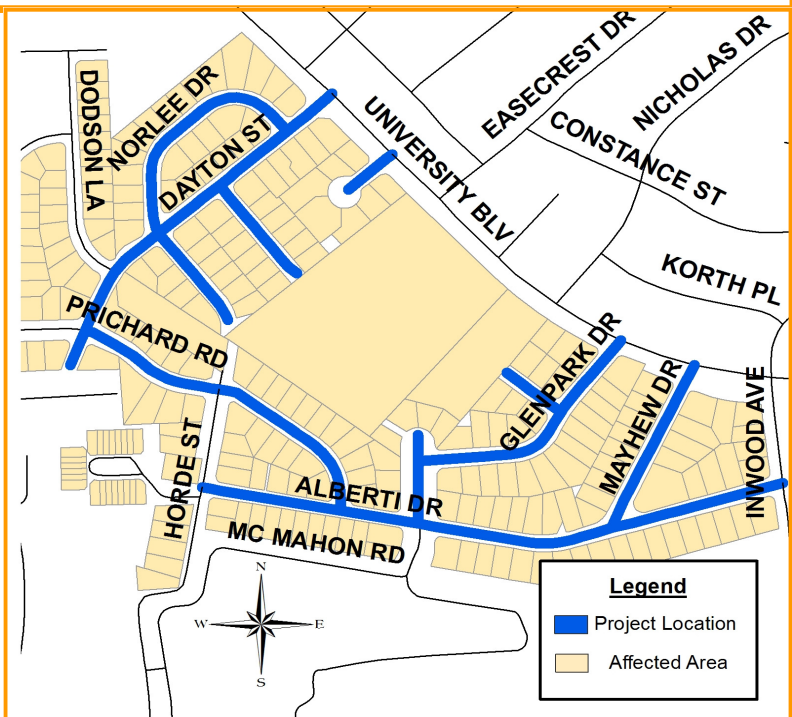 EASECREST DR
NICHOLAS DR
DODSON LA
NORLEE DR
DAYTON ST
UNIVERSITY BLV
CONSTANCE ST
KORTH PL
PRICHARD RD
GLENPARK DR
MAYHEW DR
INWOOD AVE
HORDE ST
ALBERTI DR
MC MAHON RD
N
W
E
S
Legend
Project Location
Affected Area